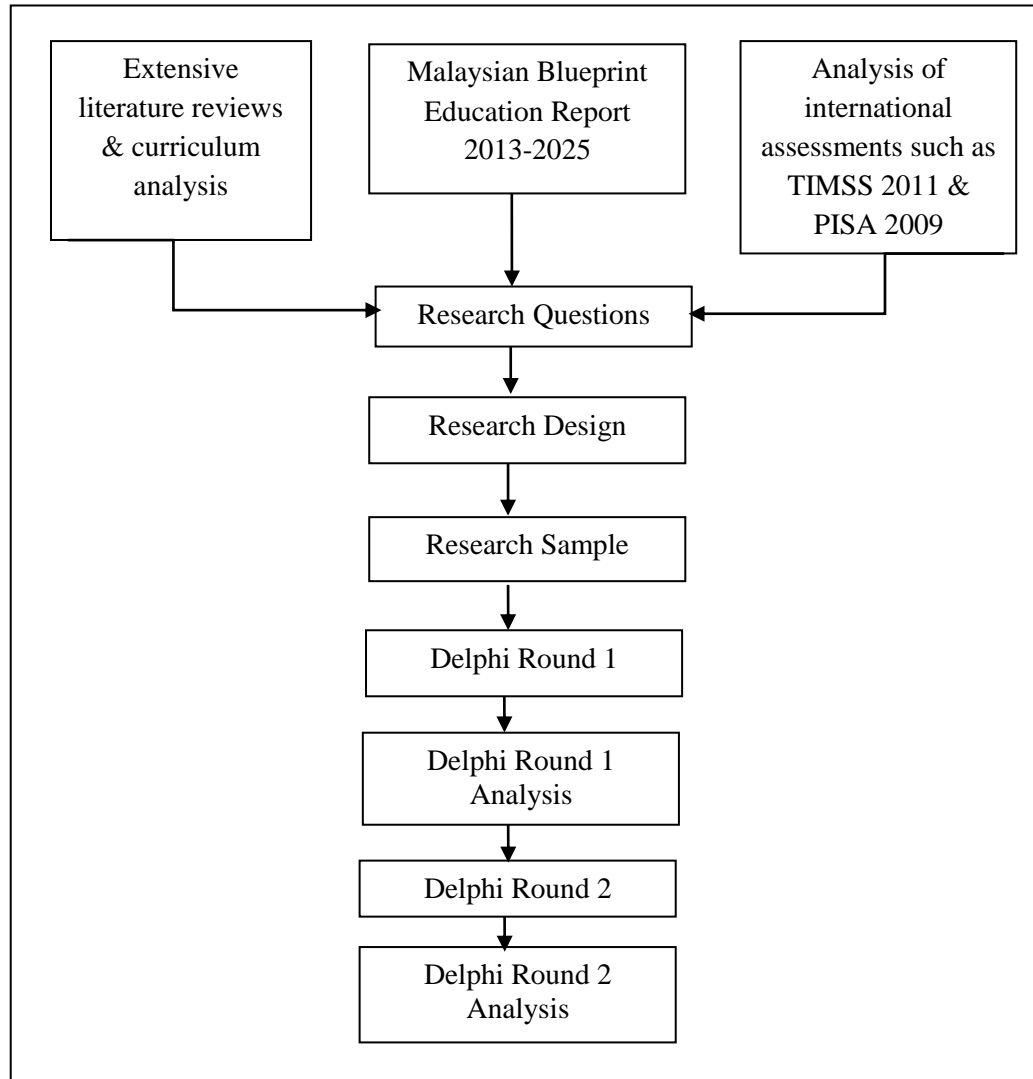 Extensive
literature reviews
& curriculum
analysis
Malaysian Blueprint
Education Report
2013-2025
Analysis of
international
assessments such as
TIMSS 2011 &
PISA 2009
Research Questions
Research Design
Research Sample
Delphi Round 1
Delphi Round 1
Analysis
Delphi Round 2
Delphi Round 2
Analysis